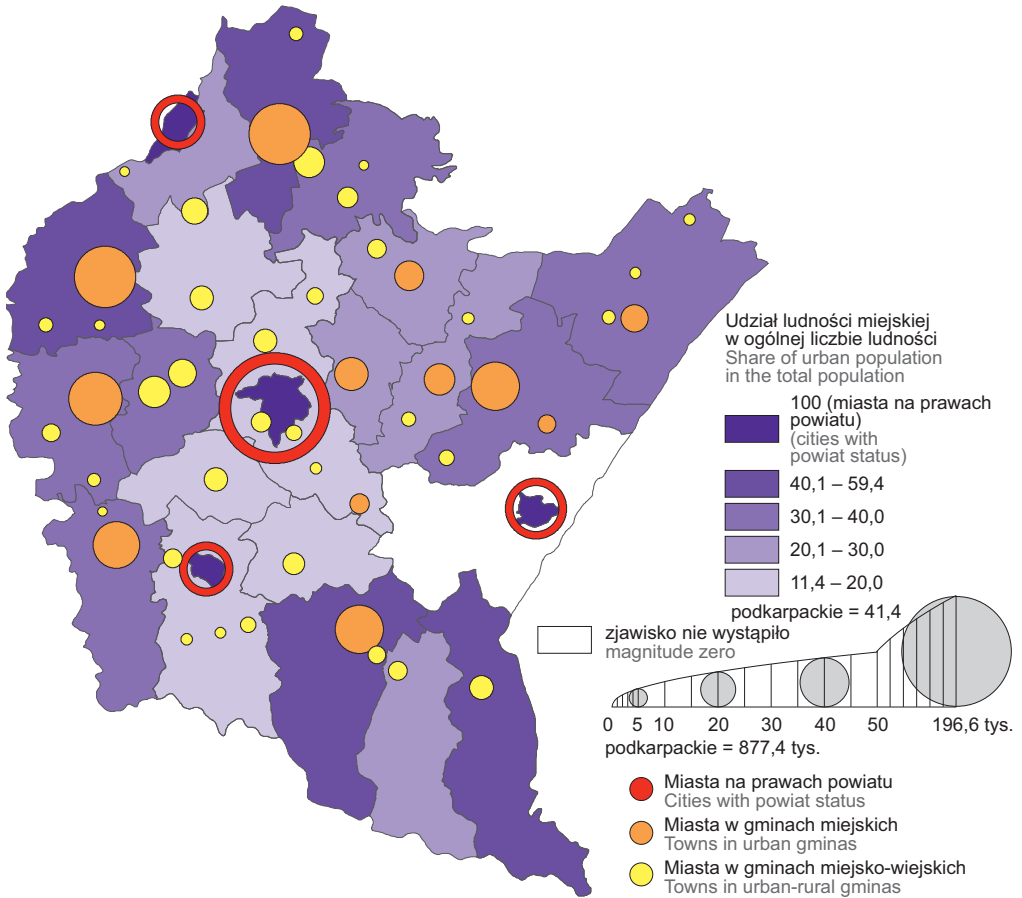 Udział ludności miejskiej
w ogólnej liczbie ludności
Share of urban population
in the total population
100 (miasta na prawach
powiatu)
(cities with
powiat status)
40,1 – 59,4
30,1 – 40,0
20,1 – 30,0
11,4 – 20,0
podkarpackie = 41,4
zjawisko nie wystąpiło
magnitude zero
0 5 10 20 30 40 50 196,6 tys.
podkarpackie = 877,4 tys.
Miasta na prawach powiatu
Cities with powiat status
Miasta w gminach miejskich
Towns in urban gminas
Miasta w gminach miejsko-wiejskich
Towns in urban-rural gminas